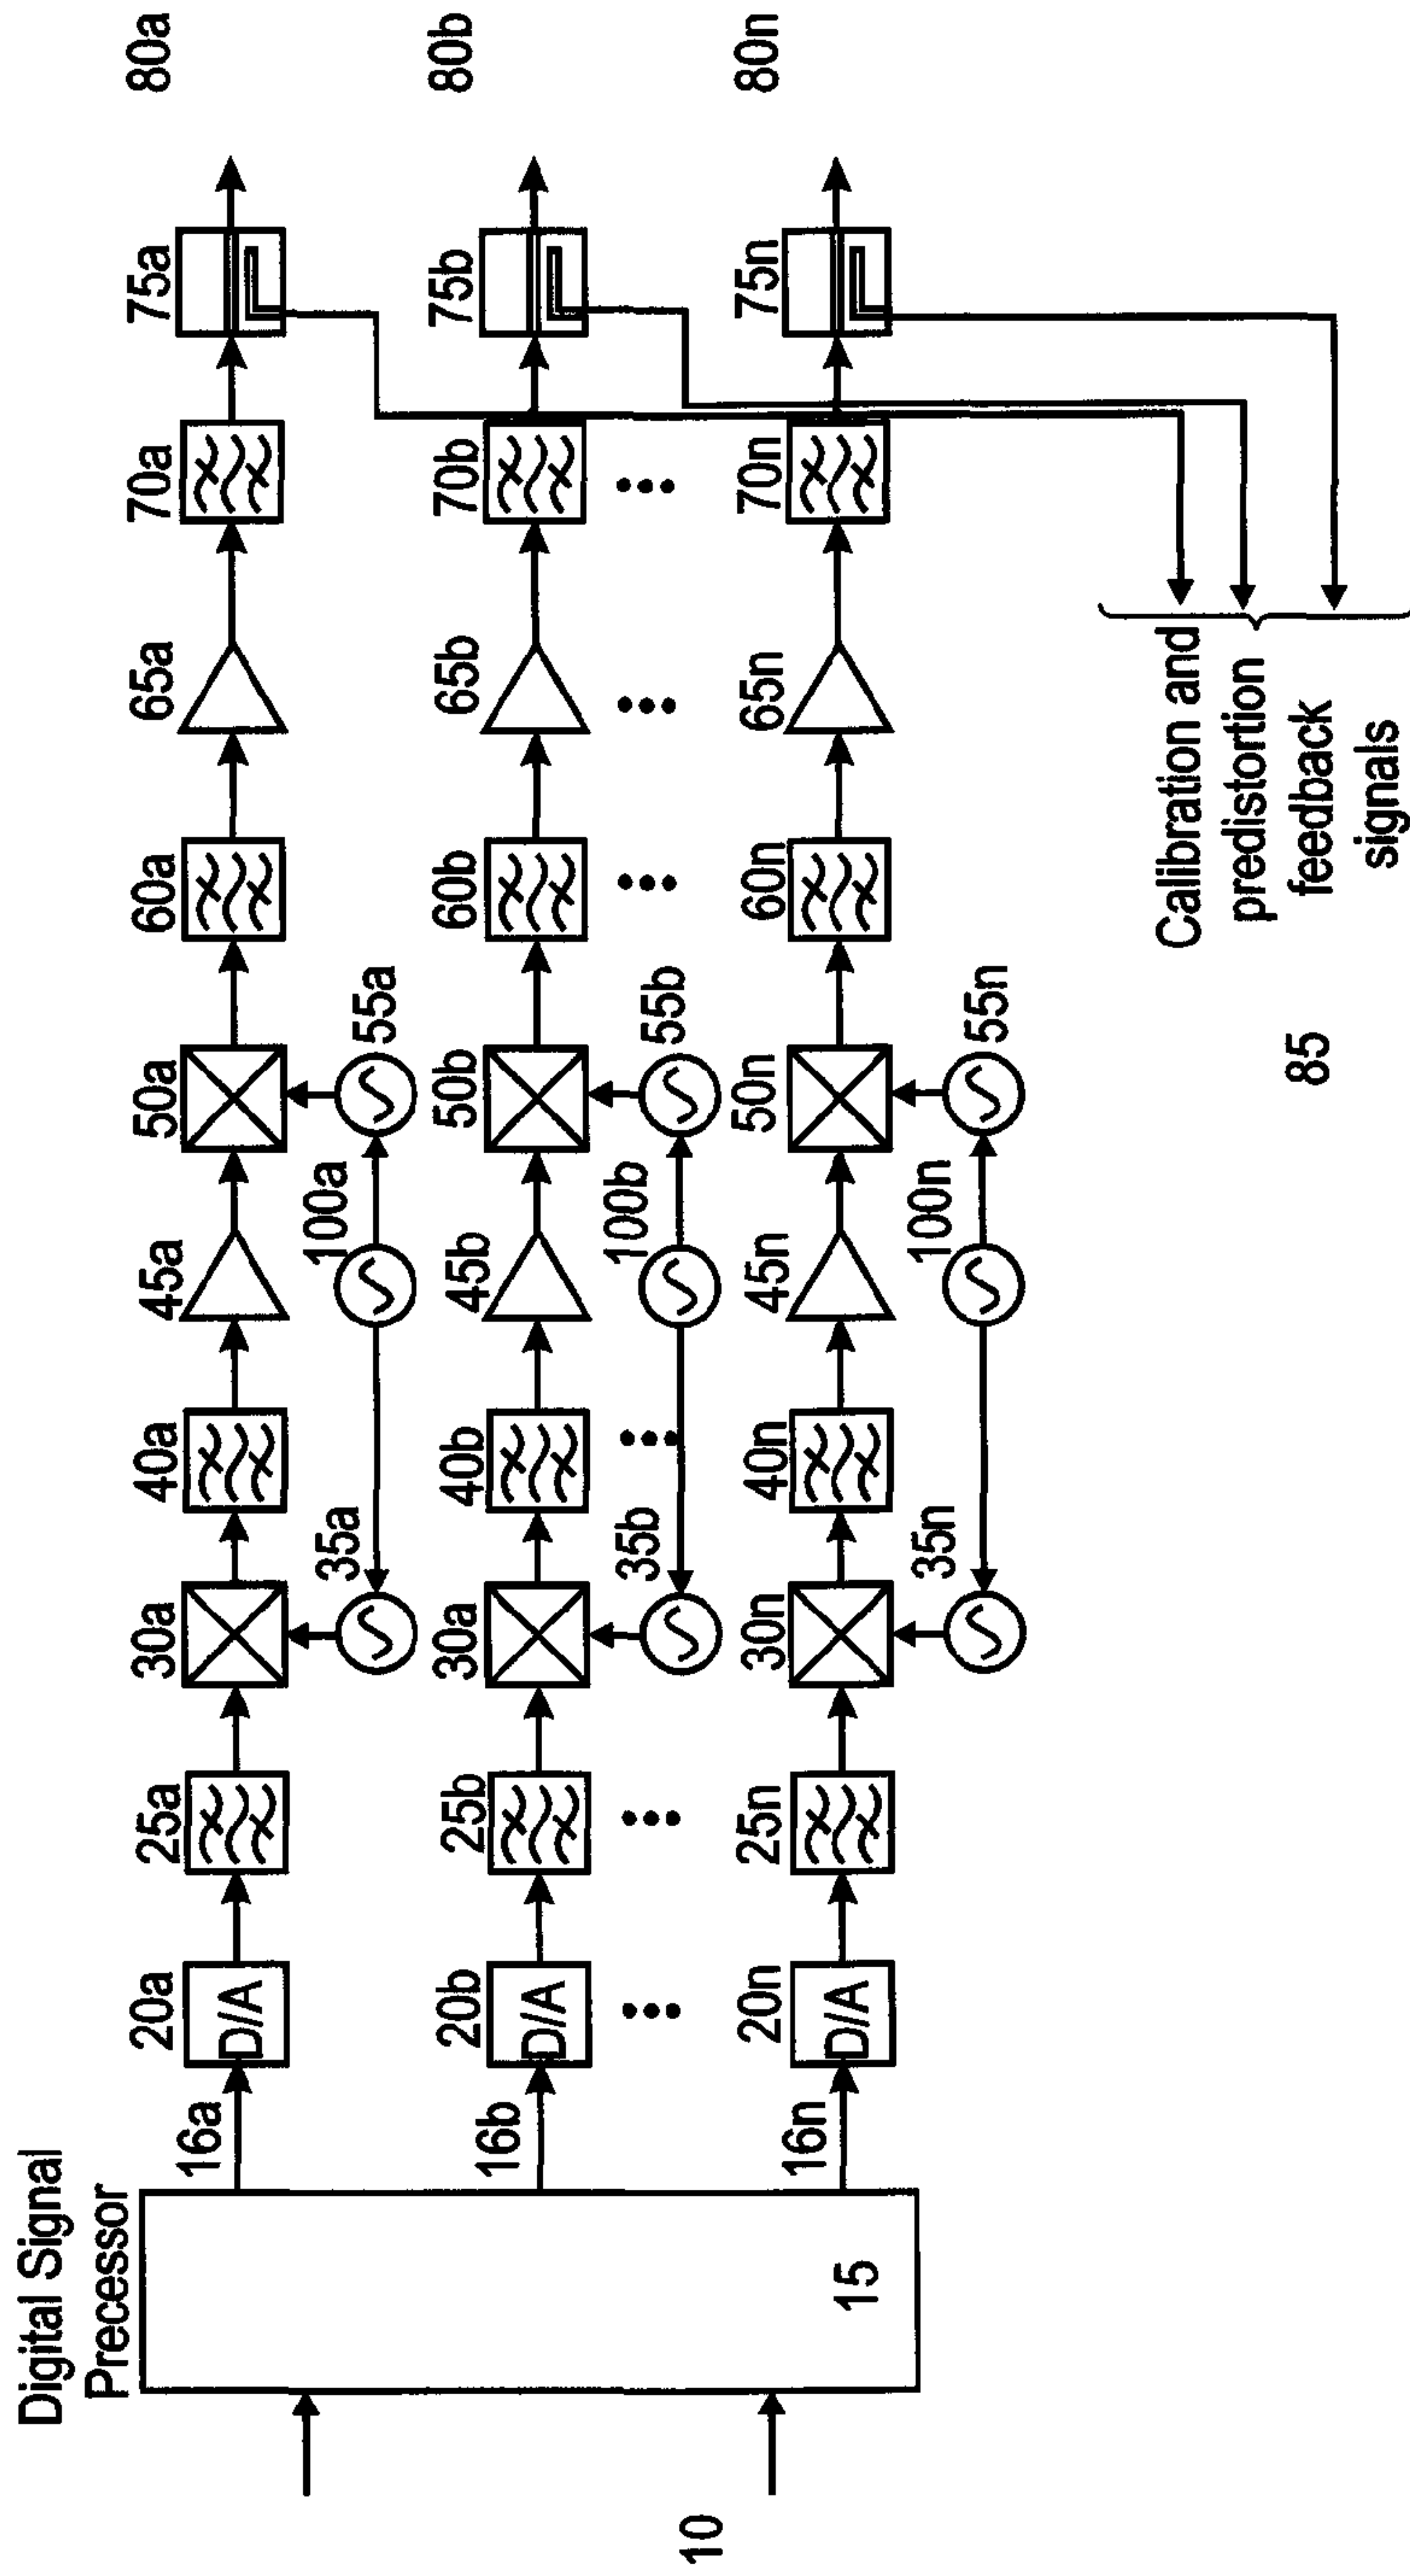 Digital Signal
Precessor
10
15
16a
20a
D/A
25a
30a
35a
40a
45a
100a
50a
55a
60a
65a
70a
75a
80a
16b
20b
D/A
25b
30a
35b
40b
45b
100b
50b
55b
60b
65b
70b
75b
80b
16n
20n
D/A
25n
30n
35n
40n
45n
100n
50n
55n
60n
65n
70n
75n
80n
85
Calibration and
predistortion
feedback
signals